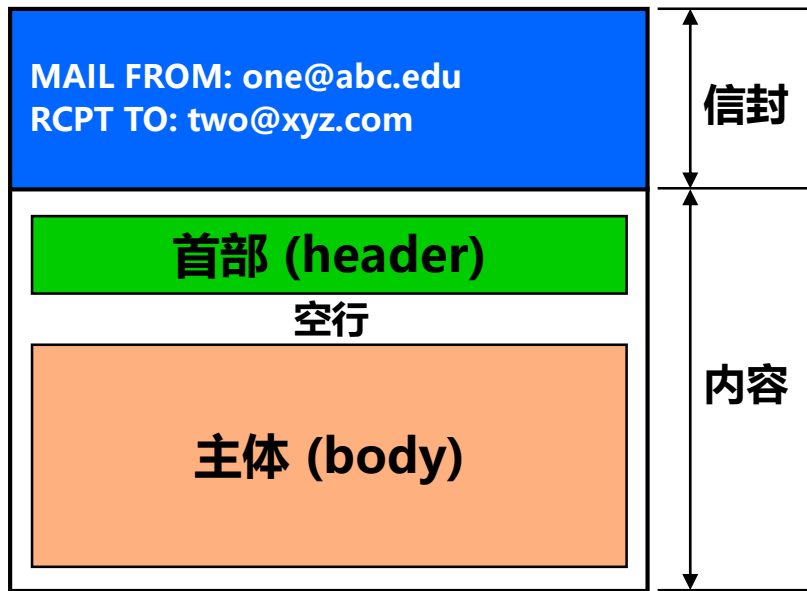 MAIL FROM: one@abc.edu
RCPT TO: two@xyz.com
信封
首部 (header)
空行
内容
主体 (body)